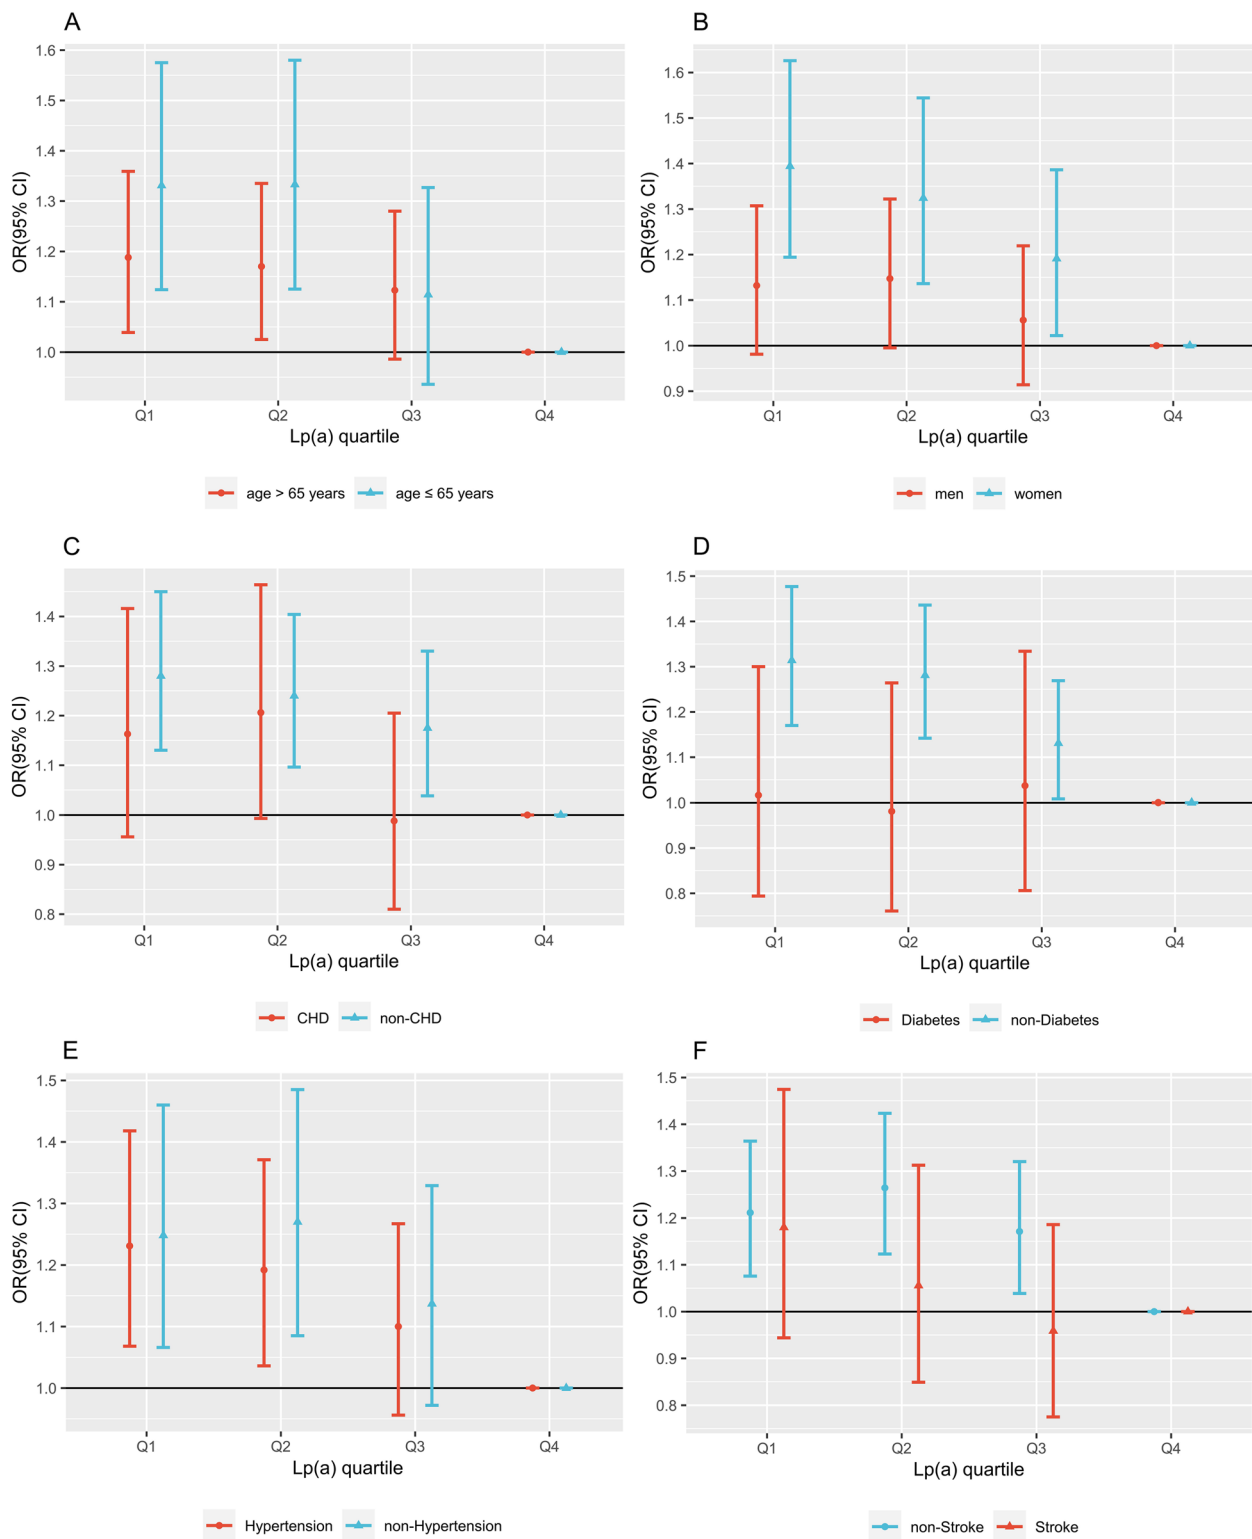 A
OR(95% CI)
1.6
1.5
1.4
1.3
1.2
1.1
1.0
Q1 Q2 Q3 Q4
Lp(a) quartile
age > 65 years age ≤ 65 years
B
OR(95% CI)
1.6
1.5
1.4
1.3
1.2
1.1
1.0
0.9
Q1 Q2 Q3 Q4
Lp(a) quartile
men women
C
OR(95% CI)
1.4
1.3
1.2
1.1
1.0
0.9
0.8
Q1 Q2 Q3 Q4
Lp(a) quartile
CHD non-CHD
D
OR(95% CI)
1.5
1.4
1.3
1.2
1.1
1.0
0.9
0.8
Q1 Q2 Q3 Q4
Lp(a) quartile
Diabetes non-Diabetes
E
OR(95% CI)
1.5
1.4
1.3
1.2
1.1
1.0
Q1 Q2 Q3 Q4
Lp(a) quartile
Hypertension non-Hypertension
F
OR(95% CI)
1.5
1.4
1.3
1.2
1.1
1.0
0.9
0.8
Q1 Q2 Q3 Q4
Lp(a) quartile
non-Stroke Stroke